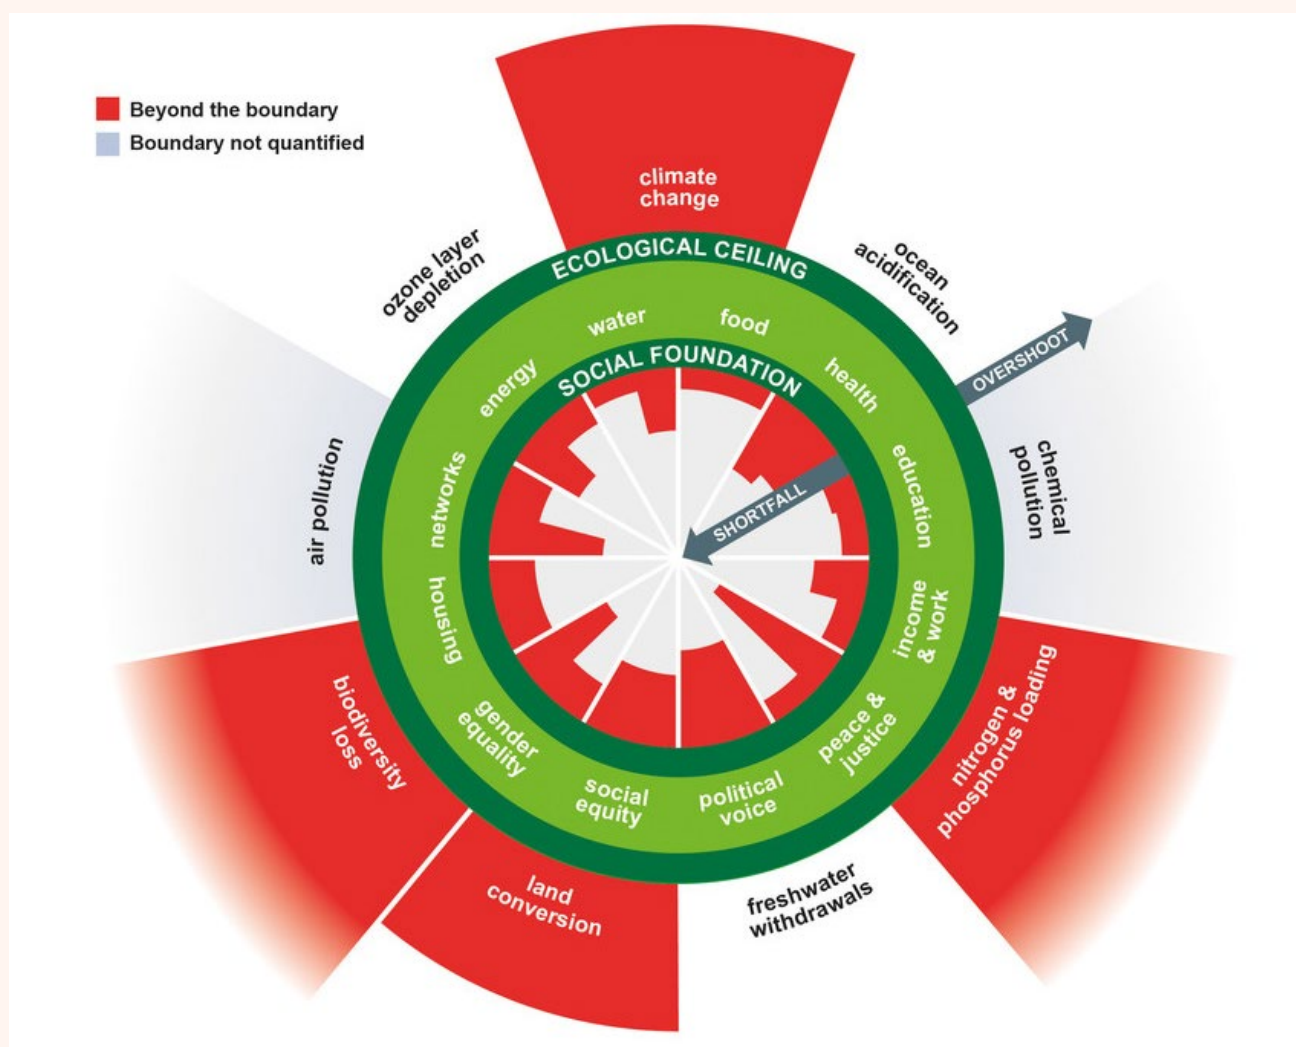 Beyond the boundary
Boundary not quantified
climate
change
ozone layer
depletion
ECOLOGICAL CEILING
ocean
acidification
water
food
OVERSHOOT
SOCIAL FOUNDATION
energy
health
air pollution
networks
education
chemical
pollution
SHORTFALL
housing
income
& work
biodiversity
loss
gender
equality
peace &
justice
nitrogen &
phosphorus loading
social
equity
political
voice
land
conversion
freshwater
withdrawals